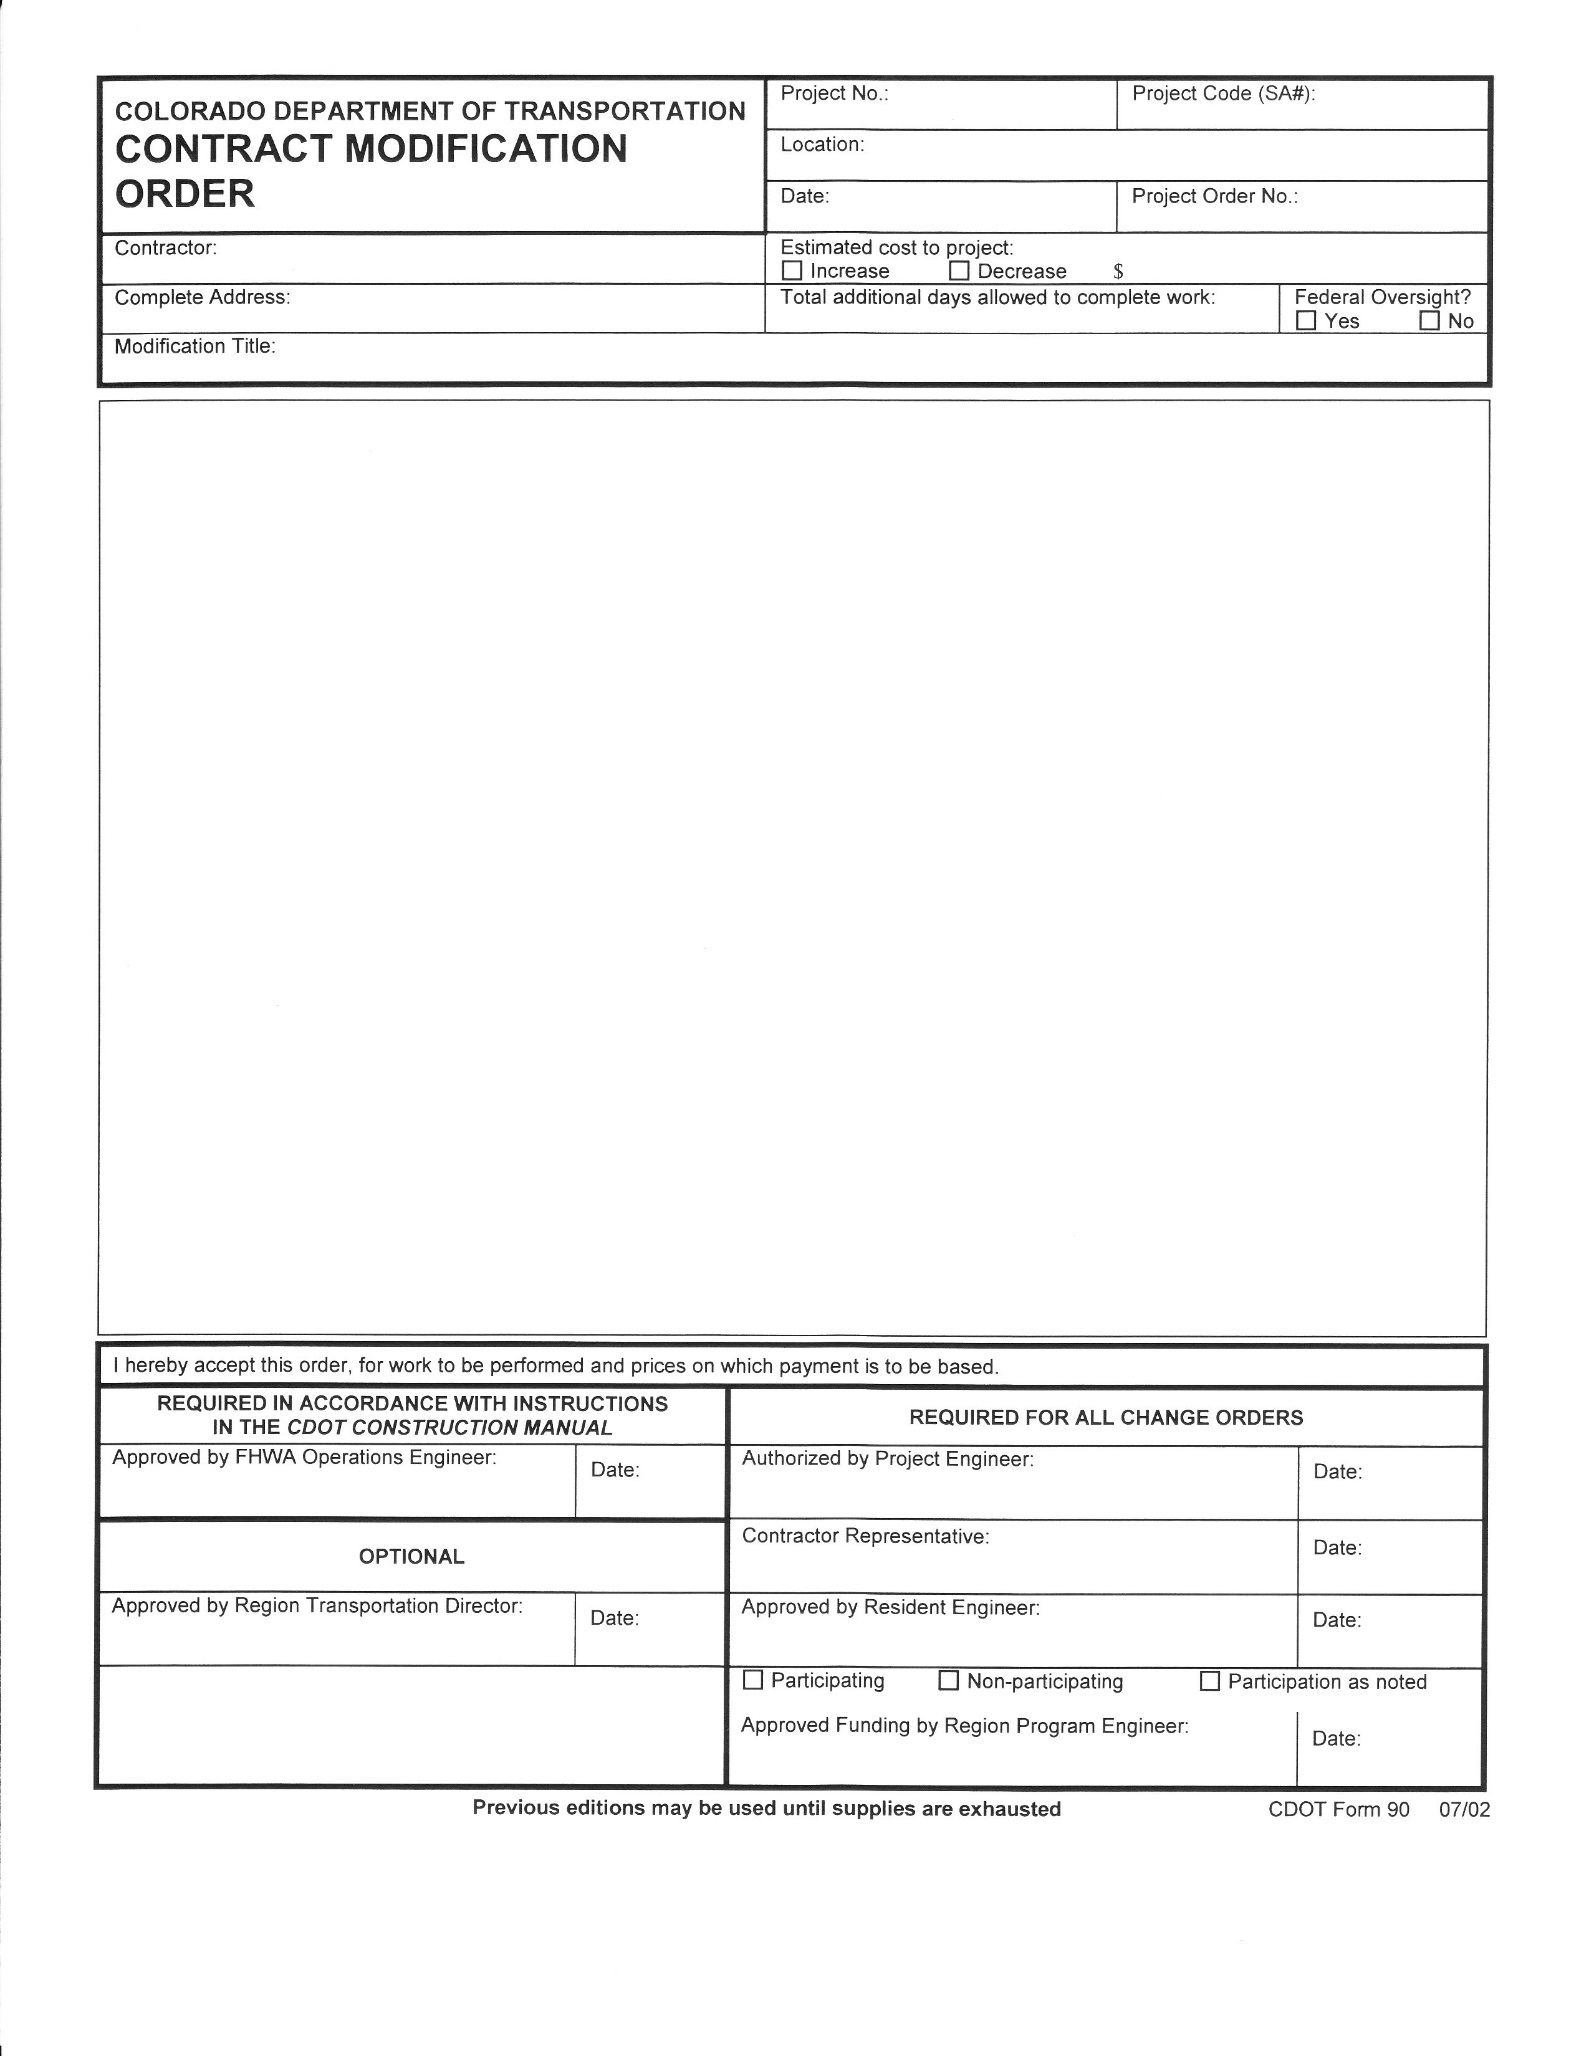 COLORADO DEPARTMENT OF TRANSPORTATION
CONTRACT MODIFICATION
ORDER
Project No.:
Project Code (SA#):
Location:
Date:
Project Order No.:
Contractor:
Estimated cost to project:
☐ Increase ☐ Decrease $
Complete Address:
Total additional days allowed to complete work:
Federal Oversight?
☐ Yes ☐ No
Modification Title:
I hereby accept this order, for work to be performed and prices on which payment is to be based.
REQUIRED IN ACCORDANCE WITH INSTRUCTIONS
IN THE CDOT CONSTRUCTION MANUAL
REQUIRED FOR ALL CHANGE ORDERS
Approved by FHWA Operations Engineer:
Date:
Authorized by Project Engineer:
Date:
OPTIONAL
Contractor Representative:
Date:
Approved by Region Transportation Director:
Date:
Approved by Resident Engineer:
Date:
☐ Participating ☐ Non-participating ☐ Participation as noted
Approved Funding by Region Program Engineer:
Date:
Previous editions may be used until supplies are exhausted
CDOT Form 90 07/02